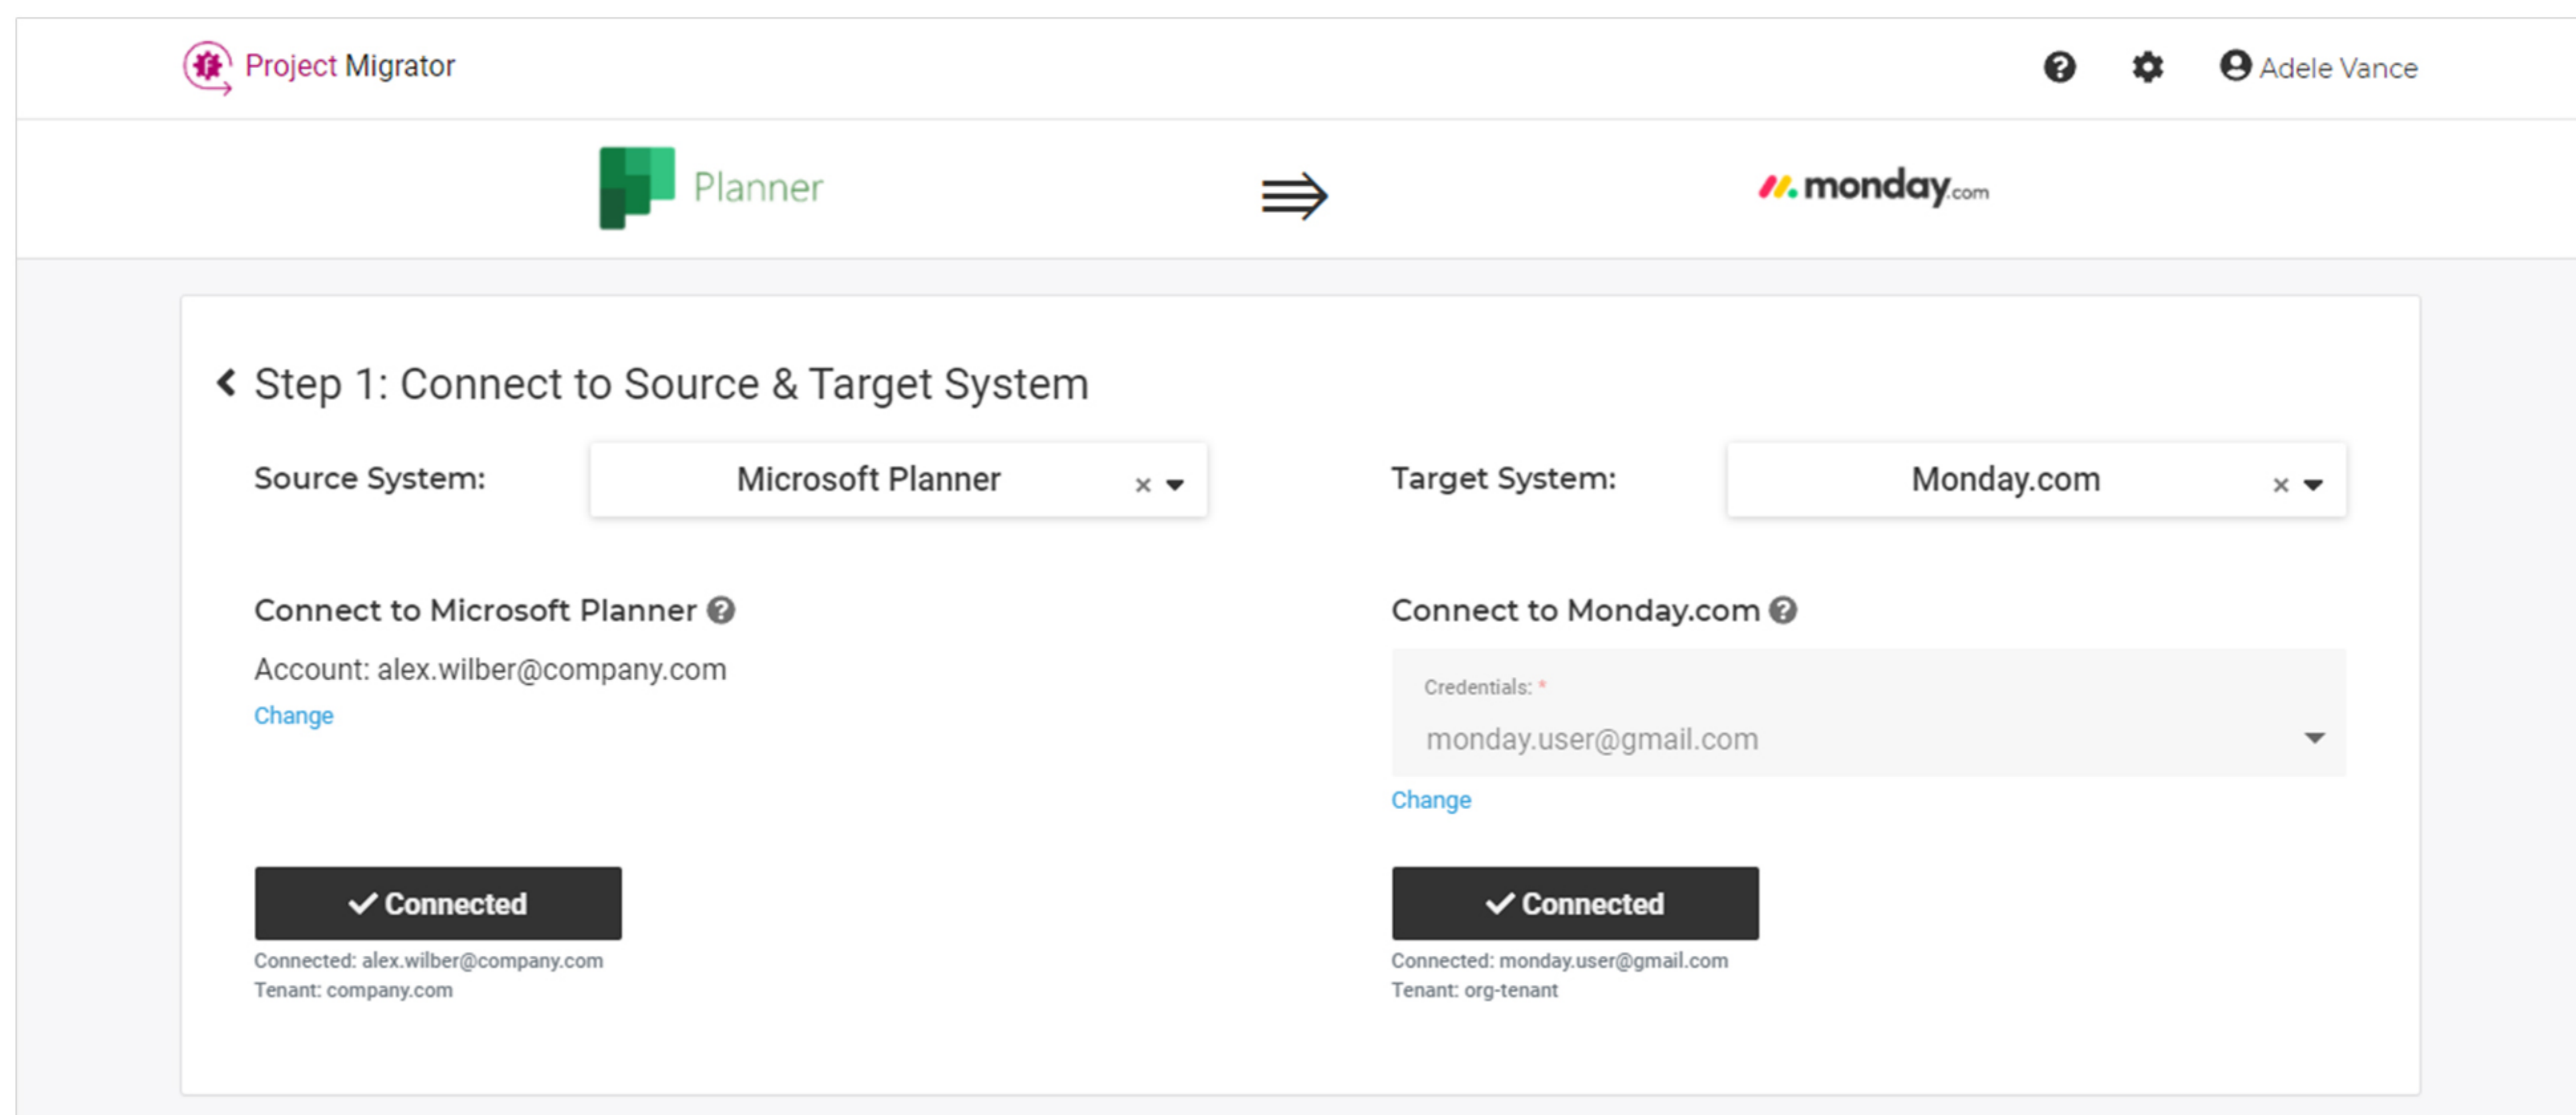 Project Migrator
Adele Vance
Planner
monday.com
Step 1: Connect to Source & Target System
Source System:
Microsoft Planner
Target System:
Monday.com
Connect to Microsoft Planner
Account: alex.wilber@company.com
Change
Connect to Monday.com
Credentials: *
monday.user@gmail.com
Change
Connected
Connected: alex.wilber@company.com
Tenant: company.com
Connected
Connected: monday.user@gmail.com
Tenant: org-tenant